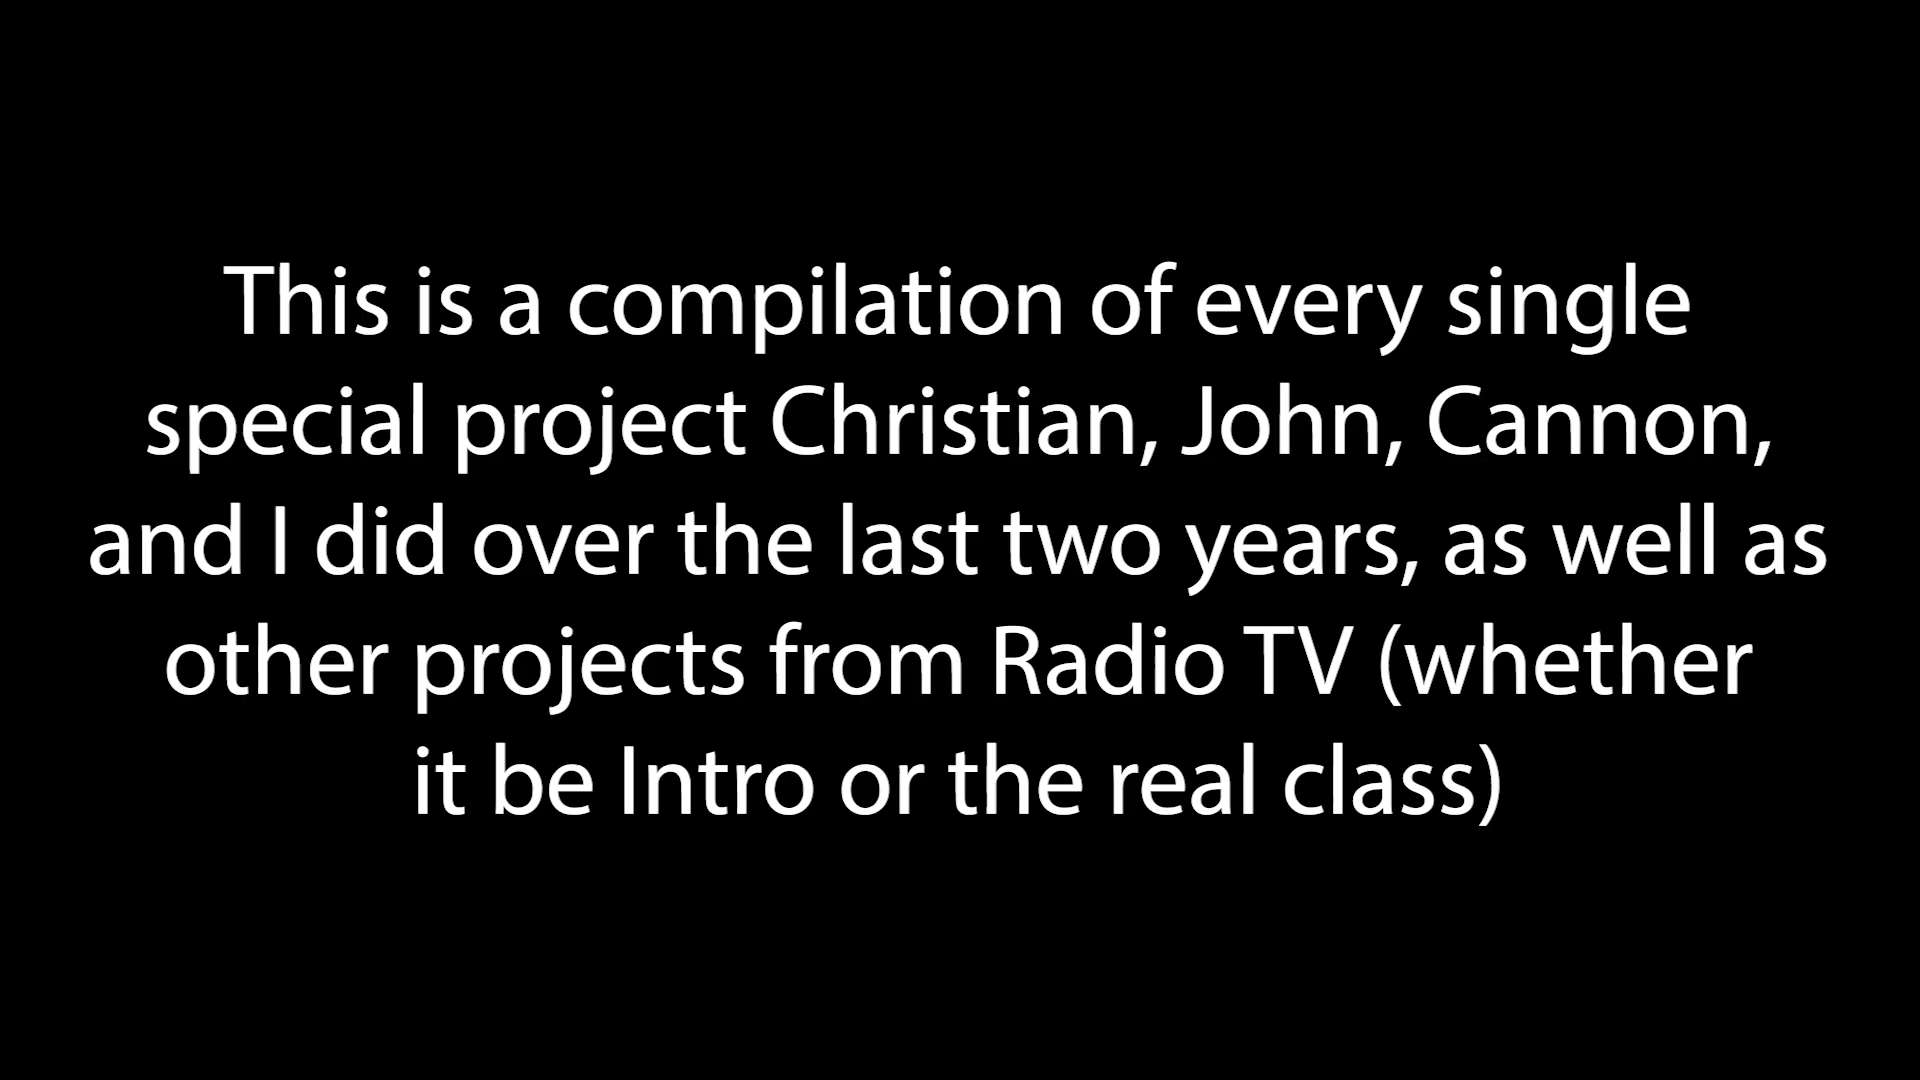 This is a compilation of every single
special project Christian, John, Cannon,
and I did over the last two years, as well as
other projects from Radio TV (whether
it be Intro or the real class)